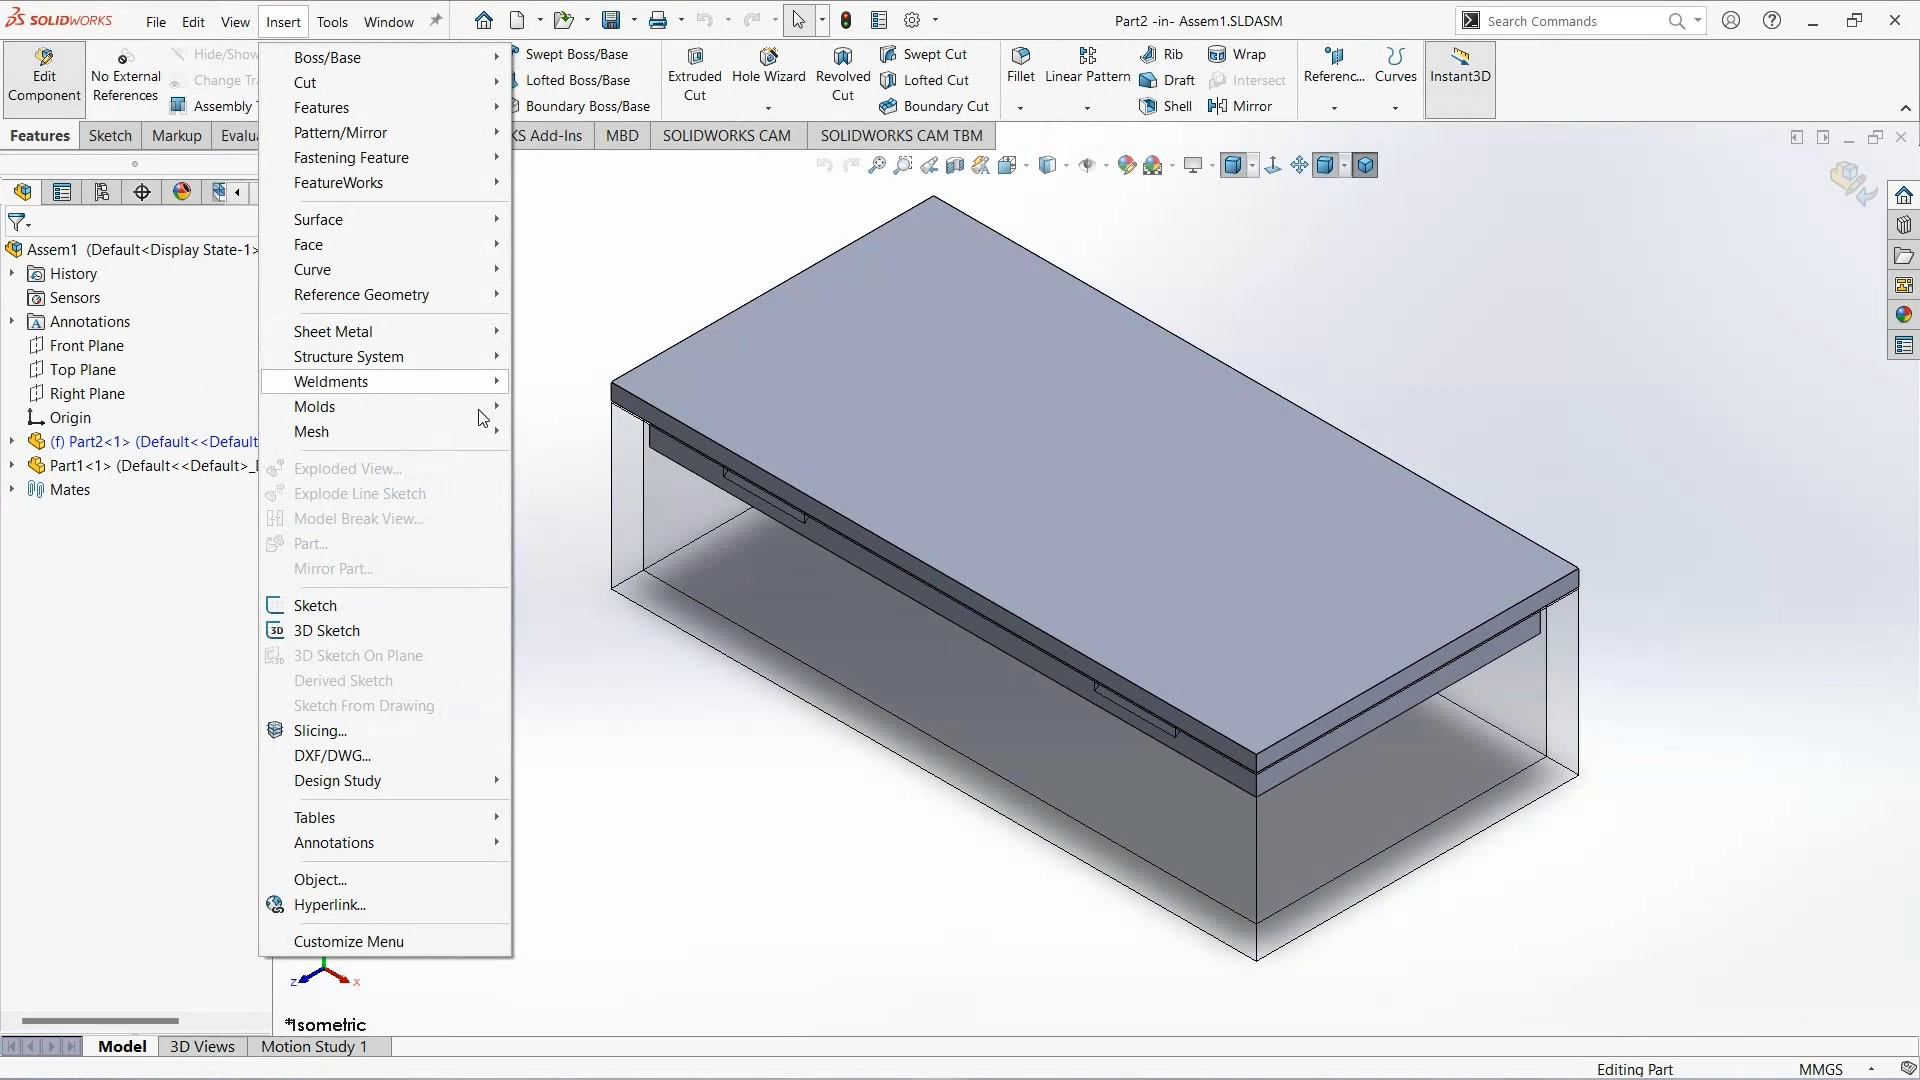 SOLIDWORKS File Edit View Insert Tools Window Part2 -in- Assem1.SLDASM Search Commands
Edit Component
No External References
Hide/Show
Change
Assembly
Swept Boss/Base
Lofted Boss/Base
Boundary Boss/Base
Extruded Cut
Hole Wizard
Revolved Cut
Swept Cut
Lofted Cut
Boundary Cut
Fillet
Linear Pattern
Rib
Draft
Shell
Wrap
Intersect
Mirror
Referenc...
Curves
Instant3D
Features Sketch Markup KS Add-Ins MBD SOLIDWORKS CAM SOLIDWORKS CAM TBM
Assem1 (Default<Display State-1>
History
Sensors
Annotations
Front Plane
Top Plane
Right Plane
Origin
(f) Part2<1> (Default<<Default
Part1<1> (Default<<Default>_
Mates
Boss/Base
Cut
Features
Pattern/Mirror
Fastening Feature
FeatureWorks
Surface
Face
Curve
Reference Geometry
Sheet Metal
Structure System
Weldments
Molds
Mesh
Exploded View...
Explode Line Sketch
Model Break View...
Part...
Mirror Part...
Sketch
3D Sketch
3D Sketch On Plane
Derived Sketch
Sketch From Drawing
Slicing...
DXF/DWG...
Design Study
Tables
Annotations
Object...
Hyperlink...
Customize Menu
z x
*Isometric
Model 3D Views Motion Study 1
Editing Part MMGS